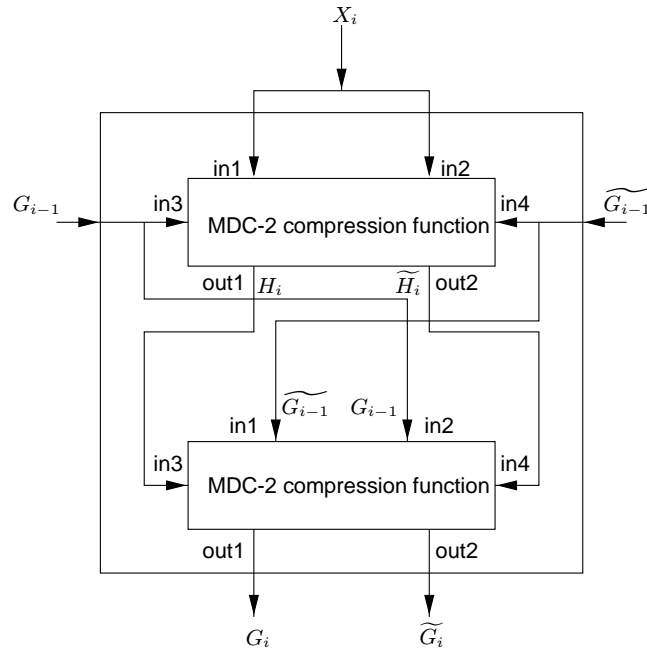 $X_i$
in1 in2
$G_{i-1}$ in3 in4 $\widetilde{G_{i-1}}$
MDC-2 compression function
out1 $H_i$ $\widetilde{H_i}$ out2
$\widetilde{G_{i-1}}$ $G_{i-1}$
in1 in2
in3 in4
MDC-2 compression function
out1 out2
$G_i$ $\widetilde{G_i}$